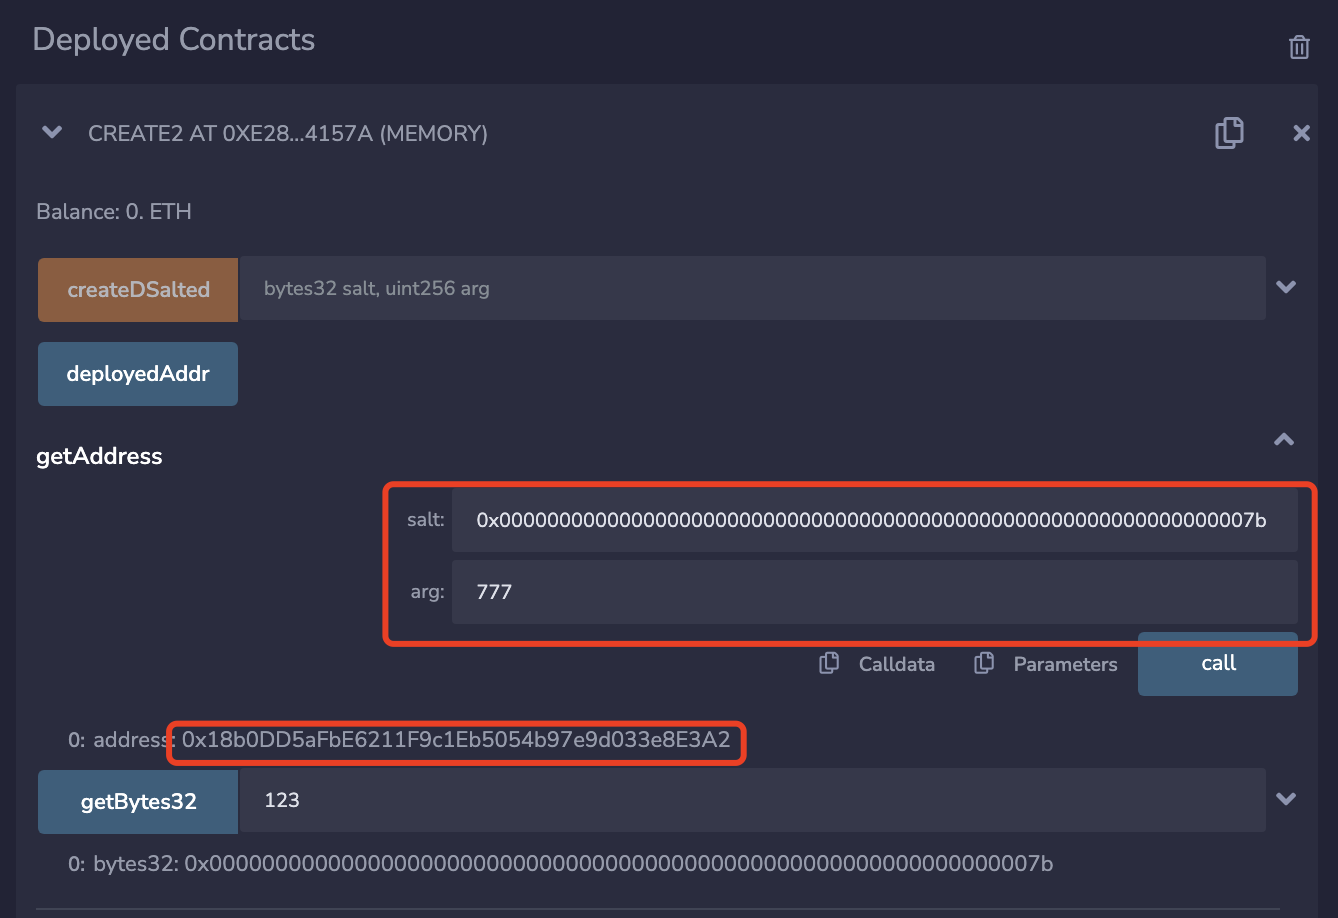 Deployed Contracts
CREATE2 AT 0XE28...4157A (MEMORY)
Balance: 0. ETH
createDSalted bytes32 salt, uint256 arg
deployedAddr
getAddress
salt: 0x000000000000000000000000000000000000000000000000000000000000007b
arg: 777
Calldata Parameters call
0: address: 0x18b0DD5aFbE6211F9c1Eb5054b97e9d033e8E3A2
getBytes32 123
0: bytes32: 0x000000000000000000000000000000000000000000000000000000000000007b